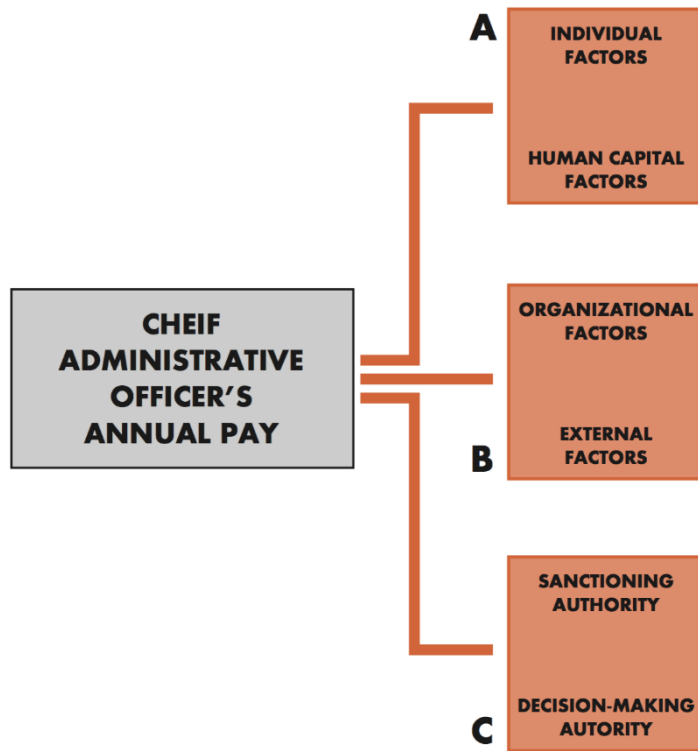 A
INDIVIDUAL
FACTORS
HUMAN CAPITAL
FACTORS
CHEIF
ADMINISTRATIVE
OFFICER'S
ANNUAL PAY
ORGANIZATIONAL
FACTORS
EXTERNAL
FACTORS
B
SANCTIONING
AUTHORITY
DECISION-MAKING
AUTORITY
C